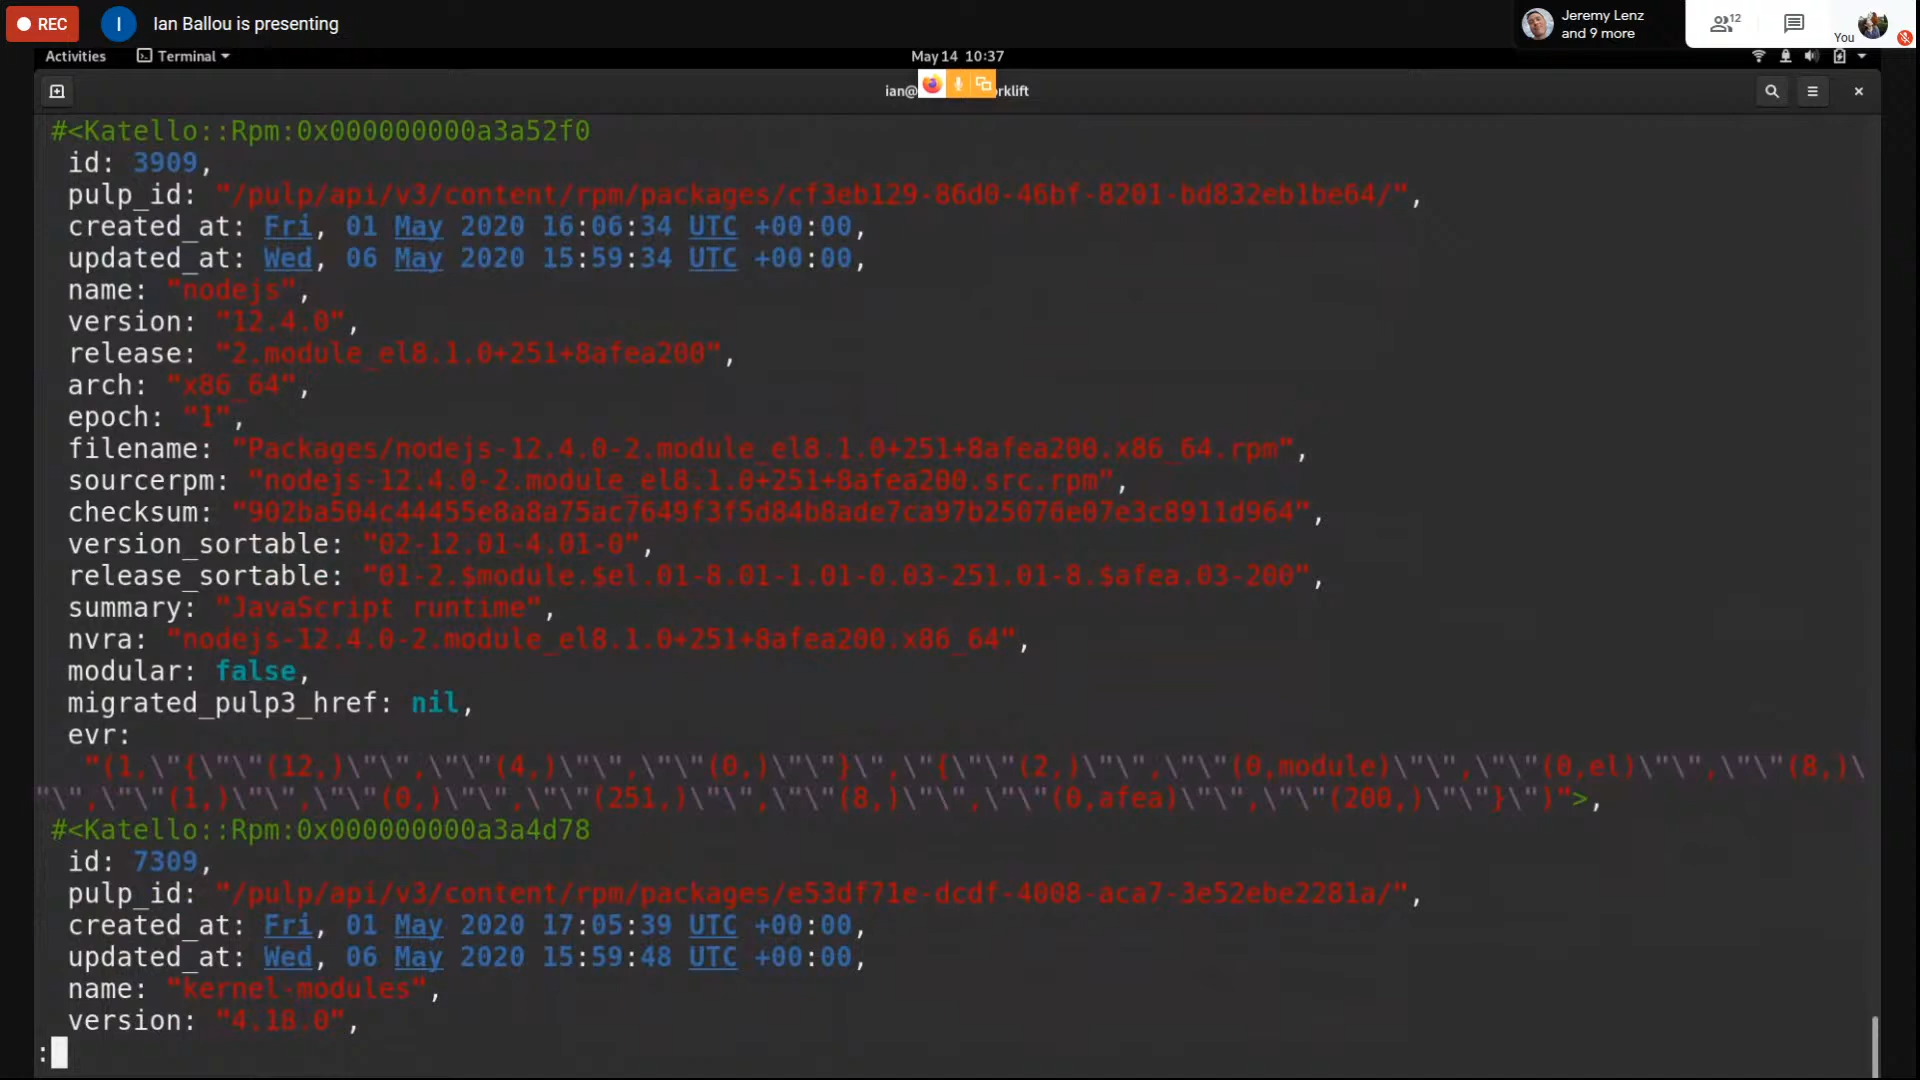 REC
I
Ian Ballou is presenting
Jeremy Lenz
and 9 more
12
You
Activities
Terminal
May 14 10:37
ian@
rklift
#<Katello::Rpm:0x000000000a3a52f0
id: 3909,
pulp_id: "/pulp/api/v3/content/rpm/packages/cf3eb129-86d0-46bf-8201-bd832eb1be64/",
created_at: Fri, 01 May 2020 16:06:34 UTC +00:00,
updated_at: Wed, 06 May 2020 15:59:34 UTC +00:00,
name: "nodejs",
version: "12.4.0",
release: "2.module_el8.1.0+251+8afea200",
arch: "x86_64",
epoch: "1",
filename: "Packages/nodejs-12.4.0-2.module_el8.1.0+251+8afea200.x86_64.rpm",
sourcerpm: "nodejs-12.4.0-2.module_el8.1.0+251+8afea200.src.rpm",
checksum: "902ba504c44455e8a8a75ac7649f3f5d84b8ade7ca97b25076e07e3c8911d964",
version_sortable: "02-12.01-4.01-0",
release_sortable: "01-2.$module.$el.01-8.01-1.01-0.03-251.01-8.$afea.03-200",
summary: "JavaScript runtime",
nvra: "nodejs-12.4.0-2.module_el8.1.0+251+8afea200.x86_64",
modular: false,
migrated_pulp3_href: nil,
evr:
"(1,\"{\"\"(12,)\"\",\"\"(4,)\"\",\"\"(0,)\"\"}\",\"{\"\"(2,)\"\",\"\"(0,module)\"\",\"\"(0,el)\"\",\"\"(8,)\
"\",\"\"(1,)\"\",\"\"(0,)\"\",\"\"(251,)\"\",\"\"(8,)\"\",\"\"(0,afea)\"\",\"\"(200,)\"\"}\")">,
#<Katello::Rpm:0x000000000a3a4d78
id: 7309,
pulp_id: "/pulp/api/v3/content/rpm/packages/e53df71e-dcdf-4008-aca7-3e52ebe2281a/",
created_at: Fri, 01 May 2020 17:05:39 UTC +00:00,
updated_at: Wed, 06 May 2020 15:59:48 UTC +00:00,
name: "kernel-modules",
version: "4.18.0",
: